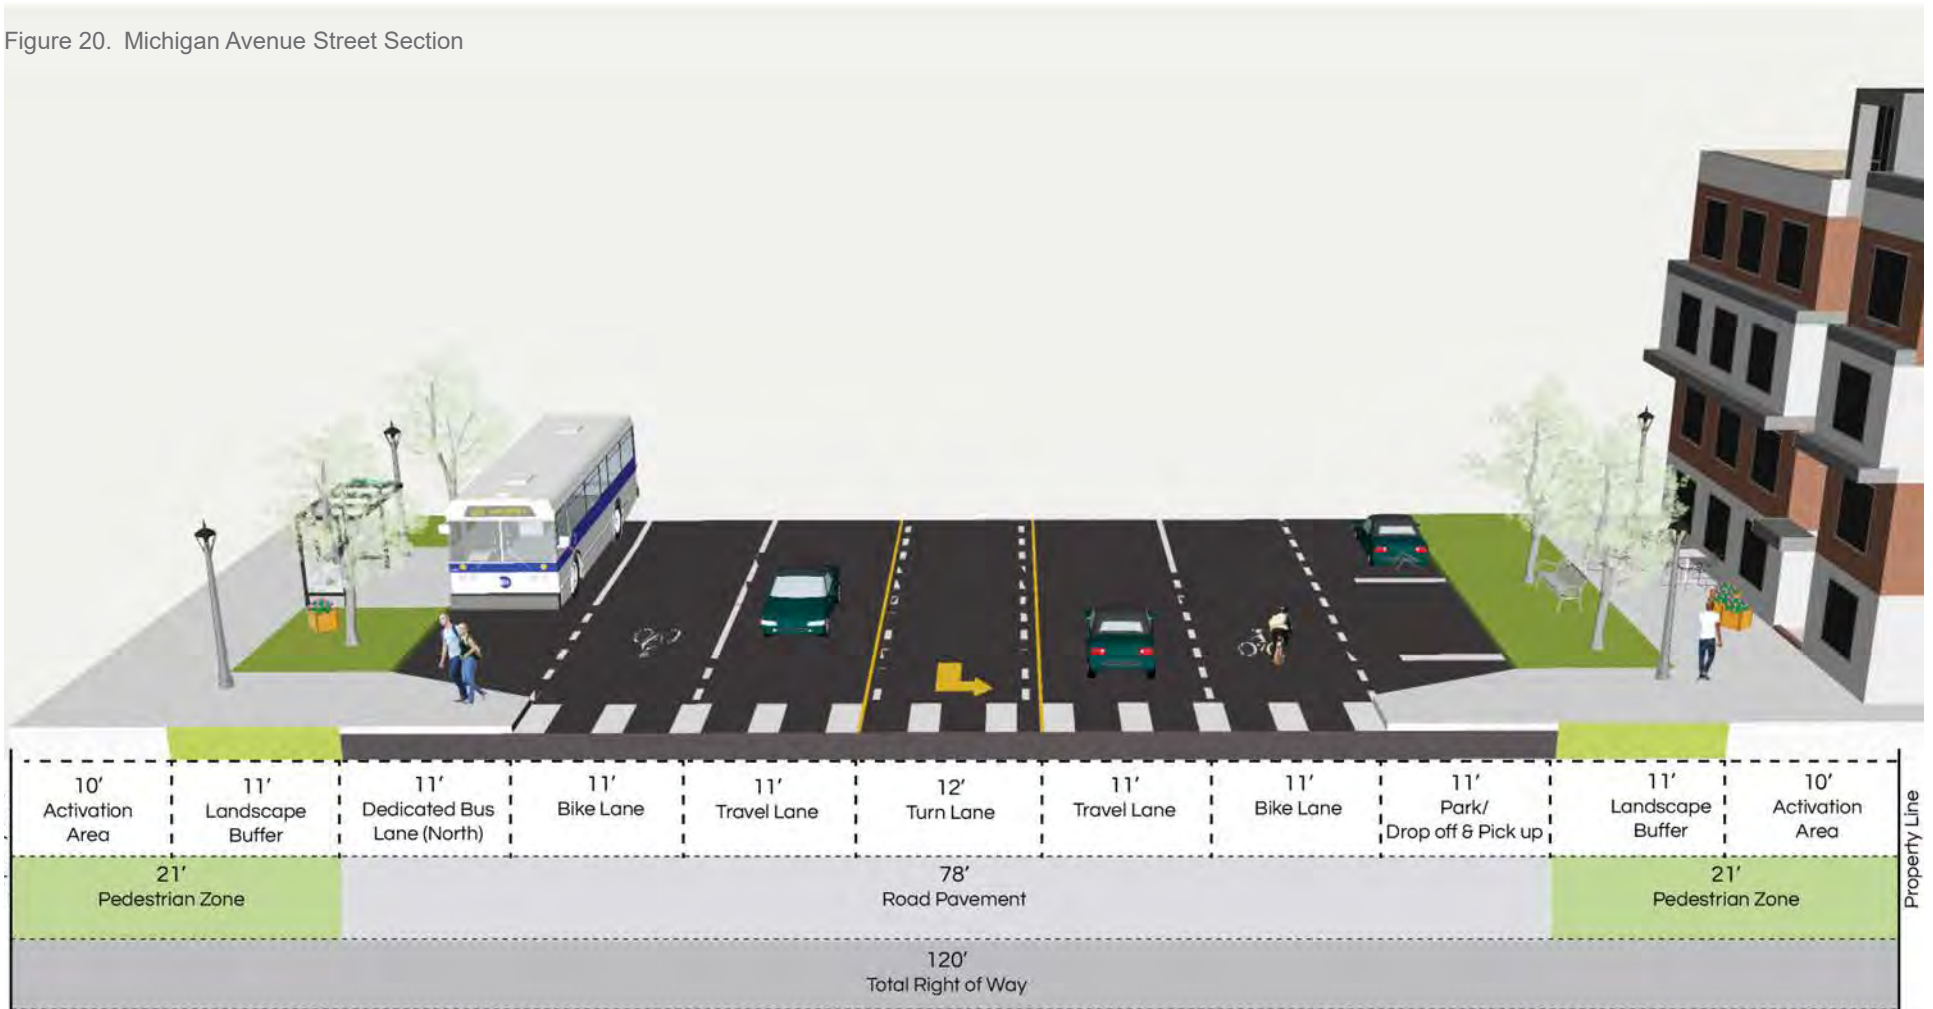 Figure 20.  Michigan Avenue Street Section
10′
Activation
Area
11′
Landscape
Buffer
11′
Dedicated Bus
Lane (North)
11′
Bike Lane
11′
Travel Lane
12′
Turn Lane
11′
Travel Lane
11′
Bike Lane
11′
Park/
Drop off & Pick up
11′
Landscape
Buffer
10′
Activation
Area
Property Line
21′
Pedestrian Zone
78′
Road Pavement
21′
Pedestrian Zone
120′
Total Right of Way